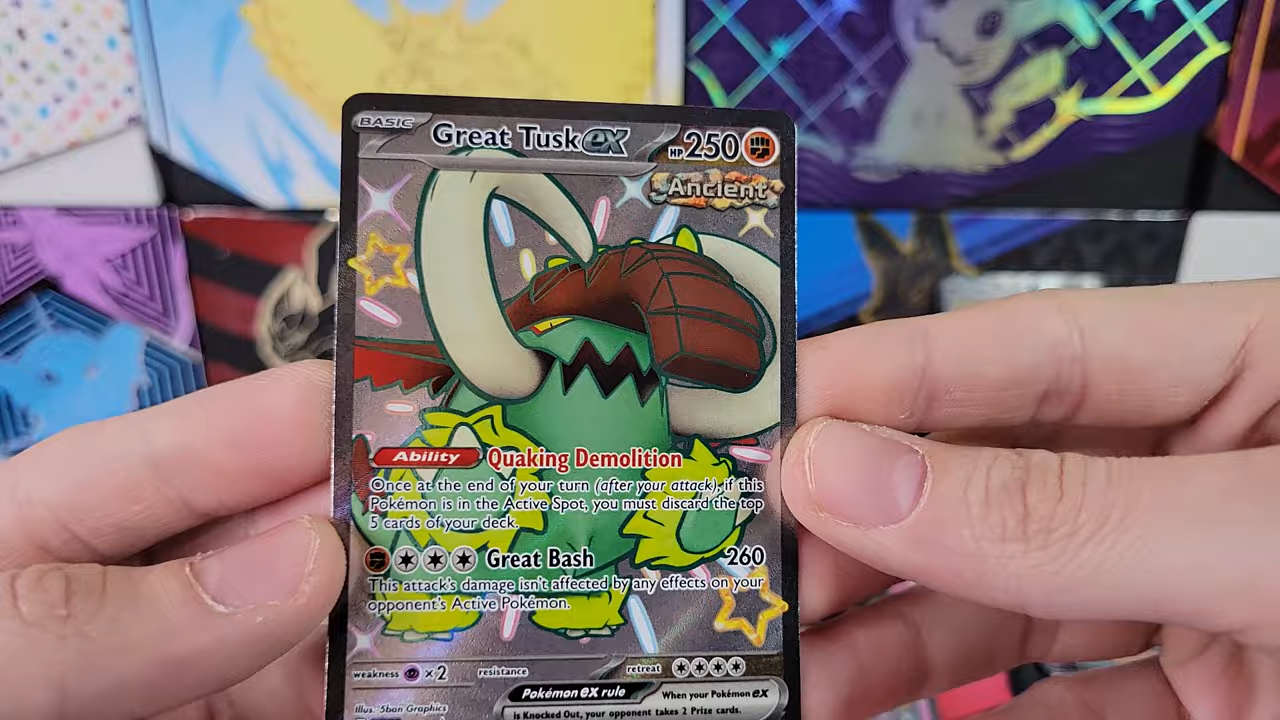 BASIC Great Tusk ex HP 250
Ancient
Ability Quaking Demolition
Once at the end of your turn (after your attack), if this
Pokémon is in the Active Spot, you must discard the top
5 cards of your deck.
Great Bash 260
This attack's damage isn't affected by any effects on your
opponent's Active Pokémon.
weakness ×2 resistance retreat
Illus. 5ban Graphics
Pokémon ex rule When your Pokémon ex
is Knocked Out, your opponent takes 2 Prize cards.